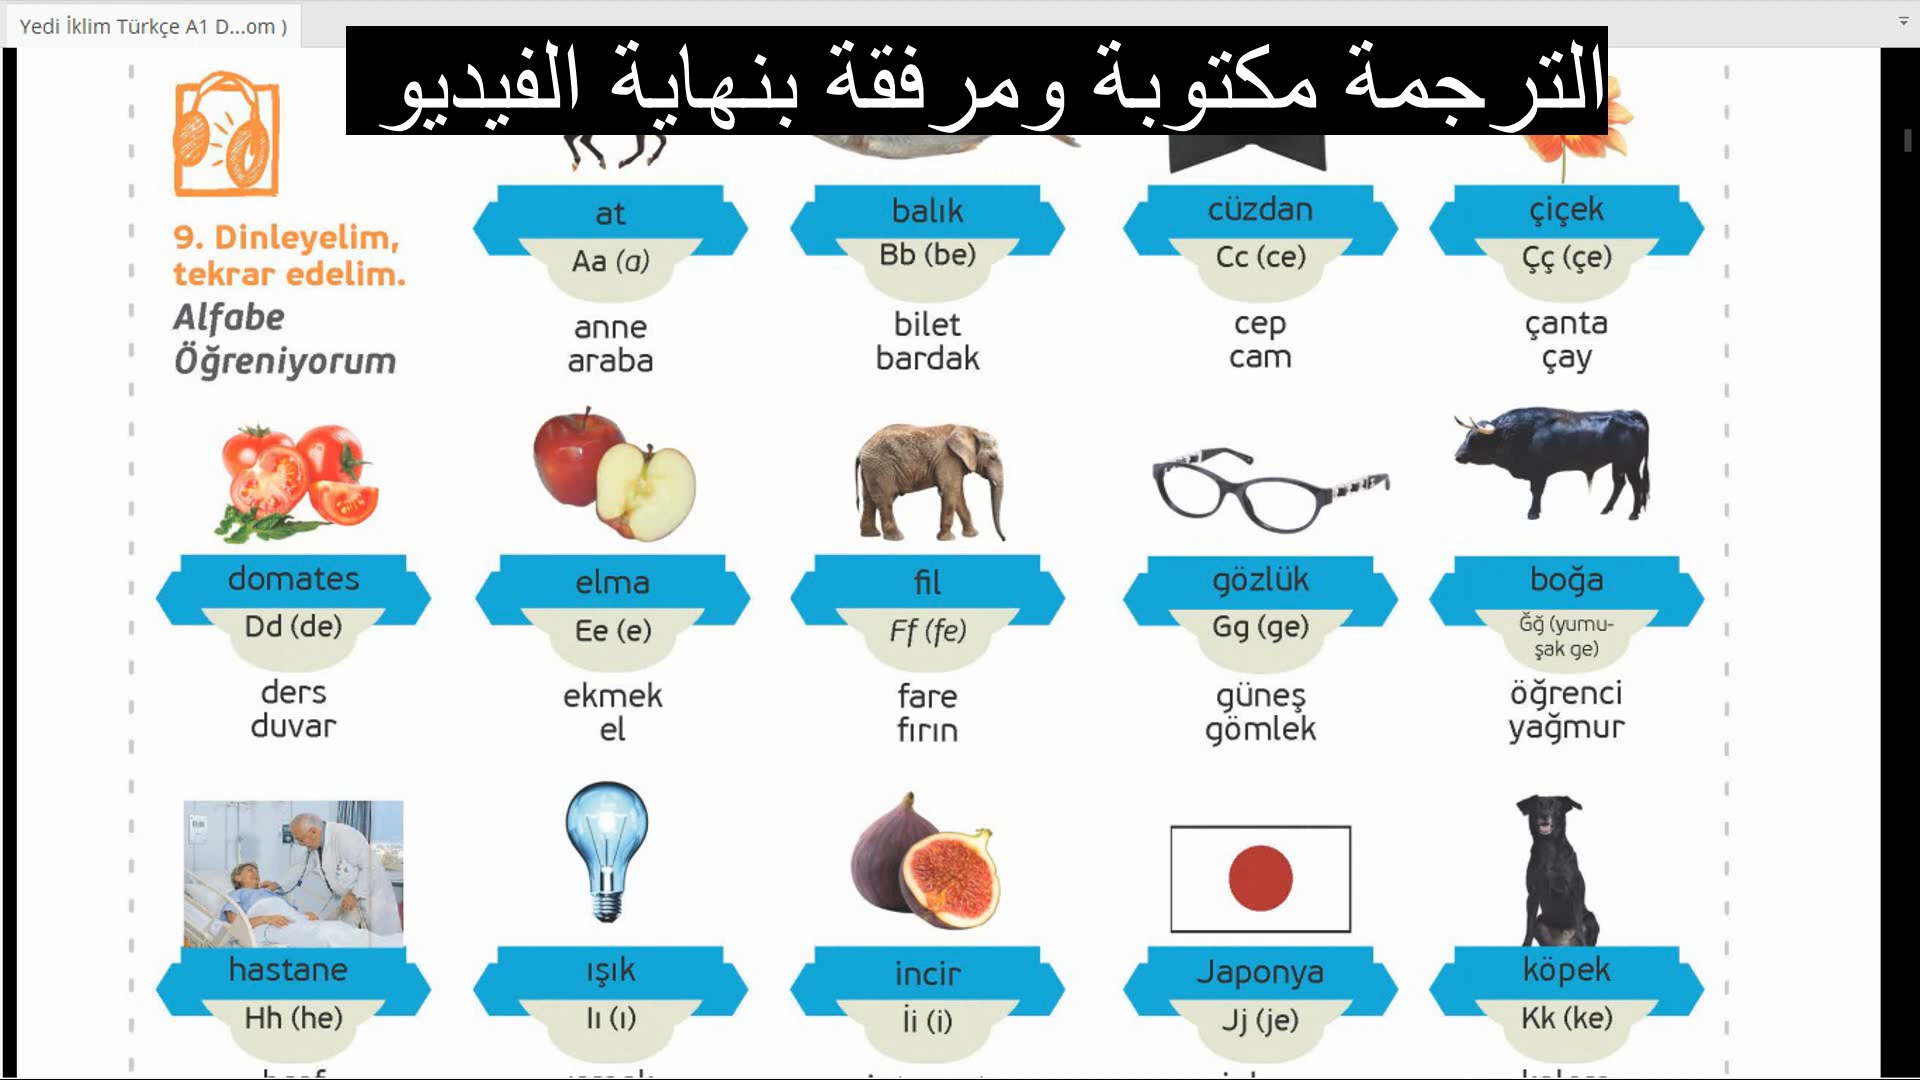 Yedi İklim Türkçe A1 D...om )
الترجمة مكتوبة ومرفقة بنهاية الفيديو
9. Dinleyelim,
tekrar edelim.
Alfabe
Öğreniyorum
at
Aa (a)
anne
araba
balık
Bb (be)
bilet
bardak
cüzdan
Cc (ce)
cep
cam
çiçek
Çç (çe)
çanta
çay
domates
Dd (de)
ders
duvar
elma
Ee (e)
ekmek
el
fil
Ff (fe)
fare
fırın
gözlük
Gg (ge)
güneş
gömlek
boğa
Ğğ (yumu-
şak ge)
öğrenci
yağmur
hastane
Hh (he)
ışık
Iı (ı)
incir
İi (i)
Japonya
Jj (je)
köpek
Kk (ke)